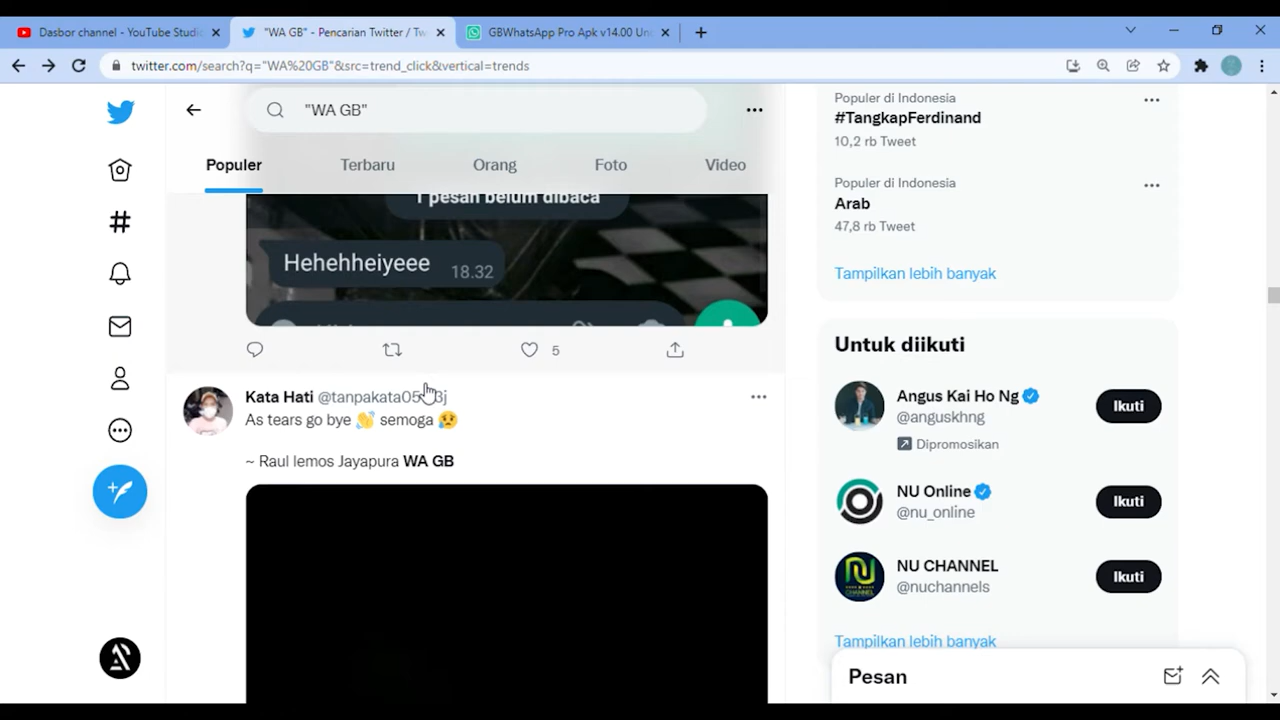 Dasbor channel - YouTube Studio
"WA GB" - Pencarian Twitter / Tw
GBWhatsApp Pro Apk v14.00 Un
twitter.com/search?q="WA%20GB"&src=trend_click&vertical=trends
"WA GB"
Populer
Terbaru
Orang
Foto
Video
1 pesan belum dibaca
Hehehheiyeee
18.32
5
Kata Hati
As tears go bye 👋 semoga 😥
~ Raul lemos Jayapura WA GB
Populer di Indonesia
#TangkapFerdinand
10,2 rb Tweet
Populer di Indonesia
Arab
47,8 rb Tweet
Tampilkan lebih banyak
Untuk diikuti
Angus Kai Ho Ng
@anguskhng
Dipromosikan
Ikuti
NU Online
@nu_online
Ikuti
NU CHANNEL
@nuchannels
Ikuti
Tampilkan lebih banyak
Pesan